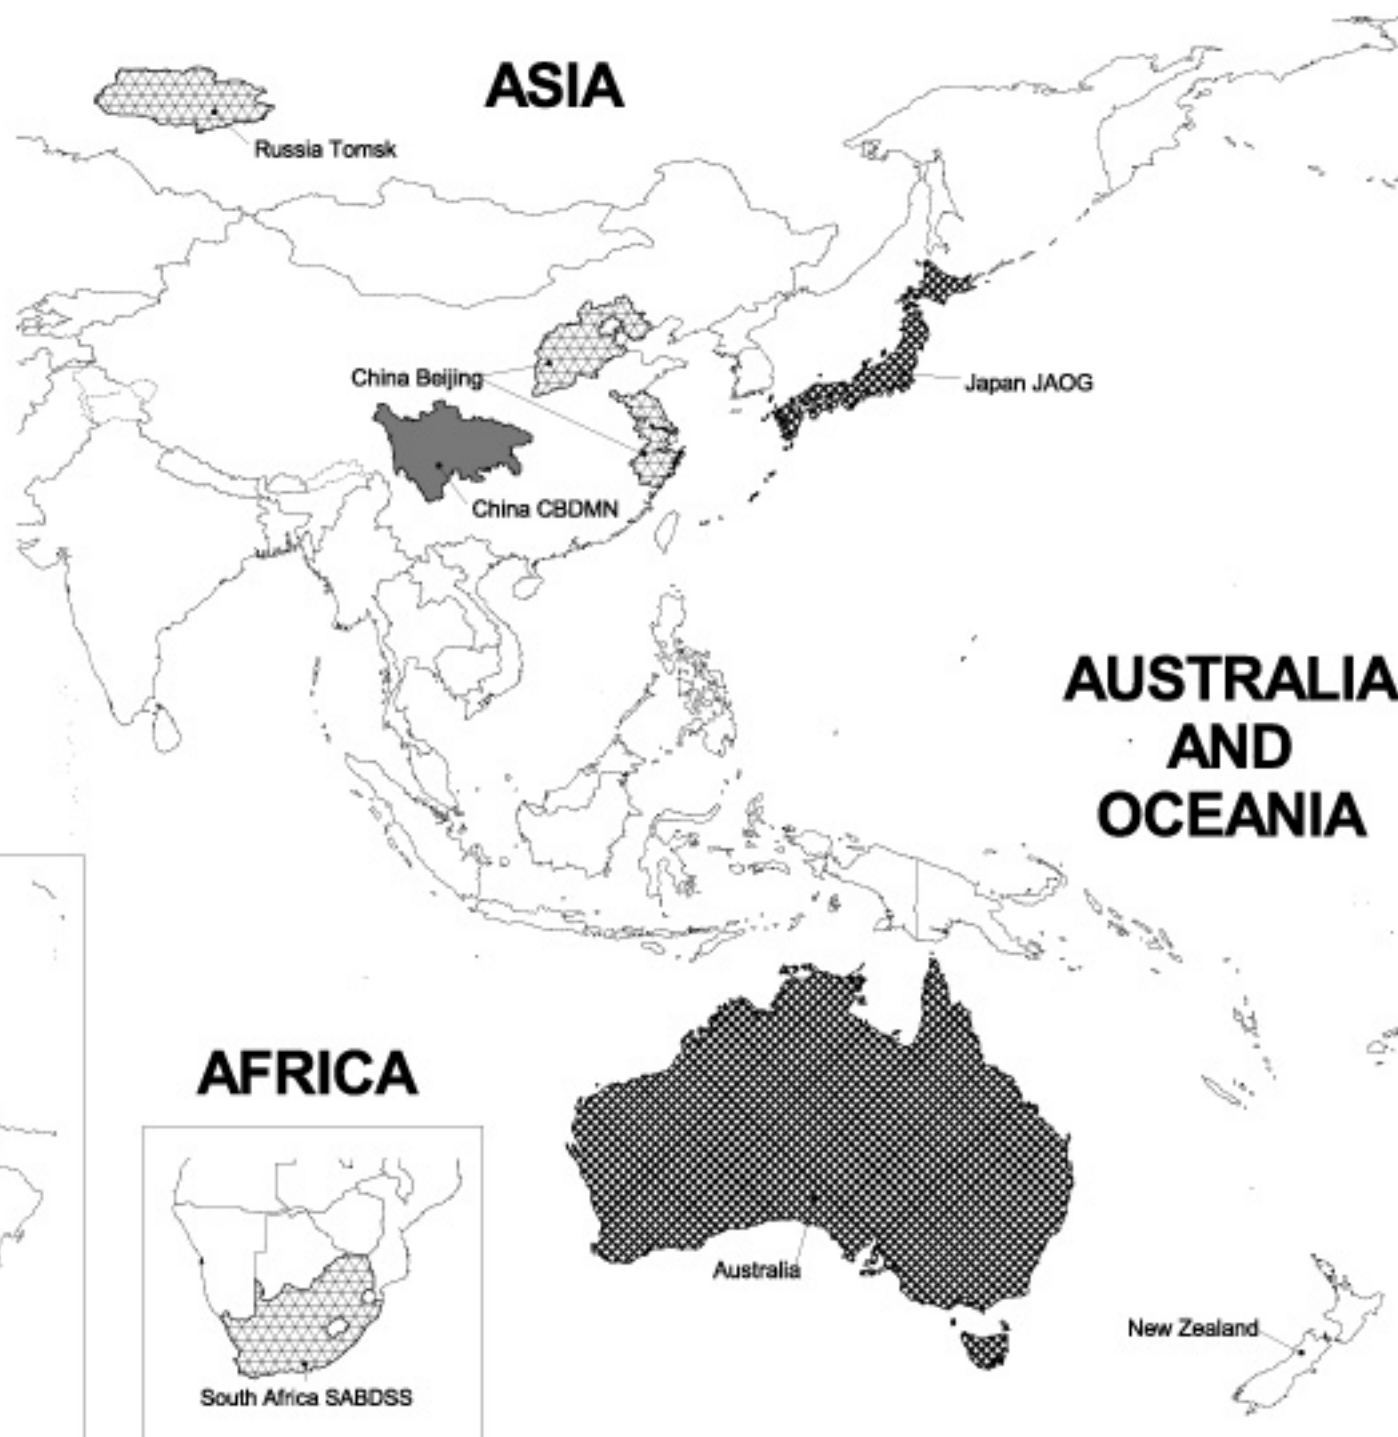 ASIA
Russia Tomsk
China Beijing
Japan JAOG
China CBDMN
AUSTRALIA
AND
OCEANIA
AFRICA
Australia
New Zealand
South Africa SABDSS